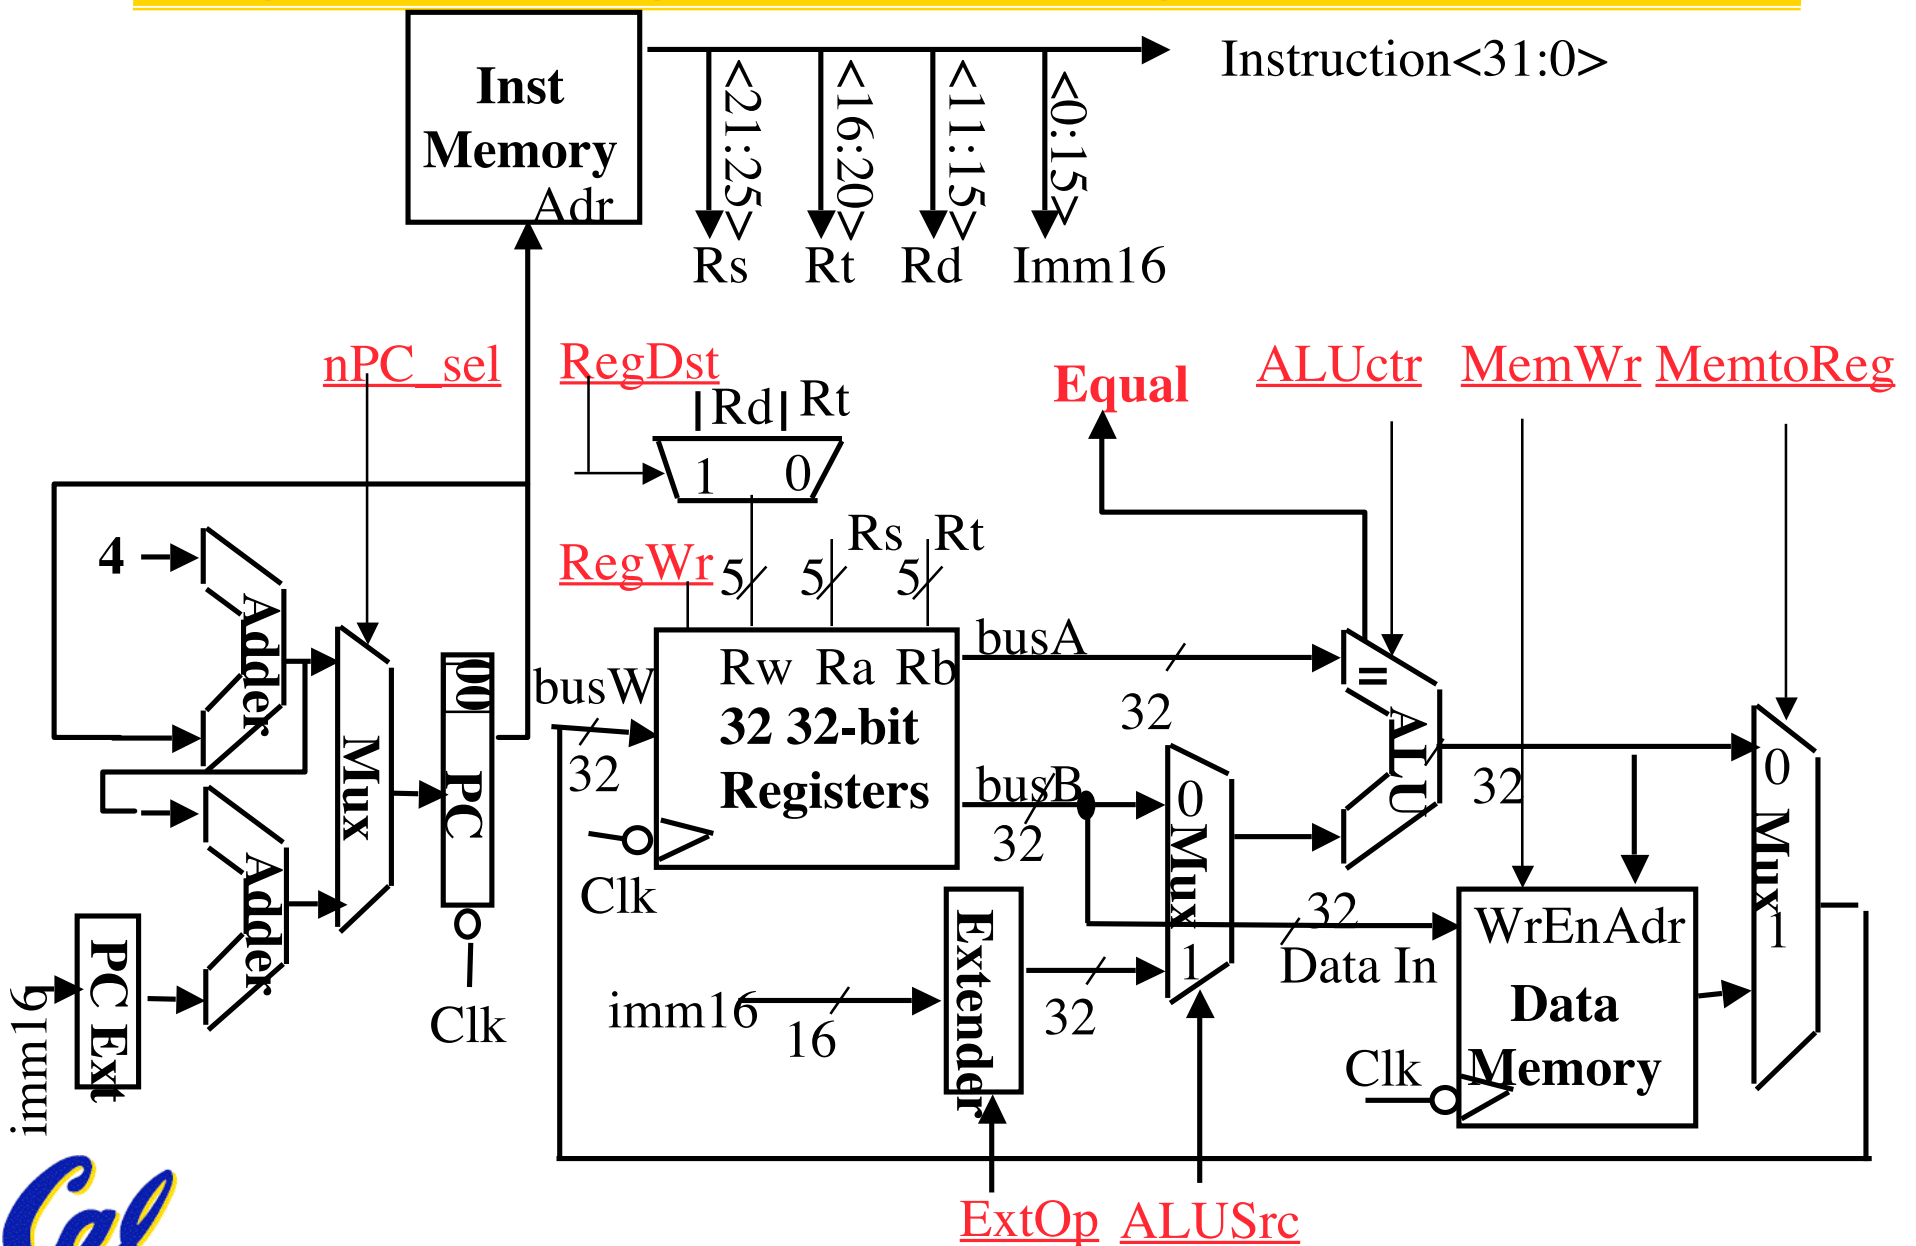 Inst
Memory
Adr
Instruction<31:0>
<21:25>
<16:20>
<11:15>
<0:15>
Rs
Rt
Rd
Imm16
nPC_sel
RegDst
Rd
Rt
Equal
ALUctr
MemWr
MemtoReg
1
0
4
Adder
RegWr
5
5
Rs
5
Rt
busW
32
Rw Ra Rb
32 32-bit
Registers
Clk
busA
32
busB
32
=
ALU
32
Mux
00
PC
Clk
Adder
imm16
PC Ext
imm16
16
Extender
32
0
Mux
1
32
Data In
WrEn Adr
Data
Memory
Clk
0
Mux
1
ExtOp
ALUSrc
Cal